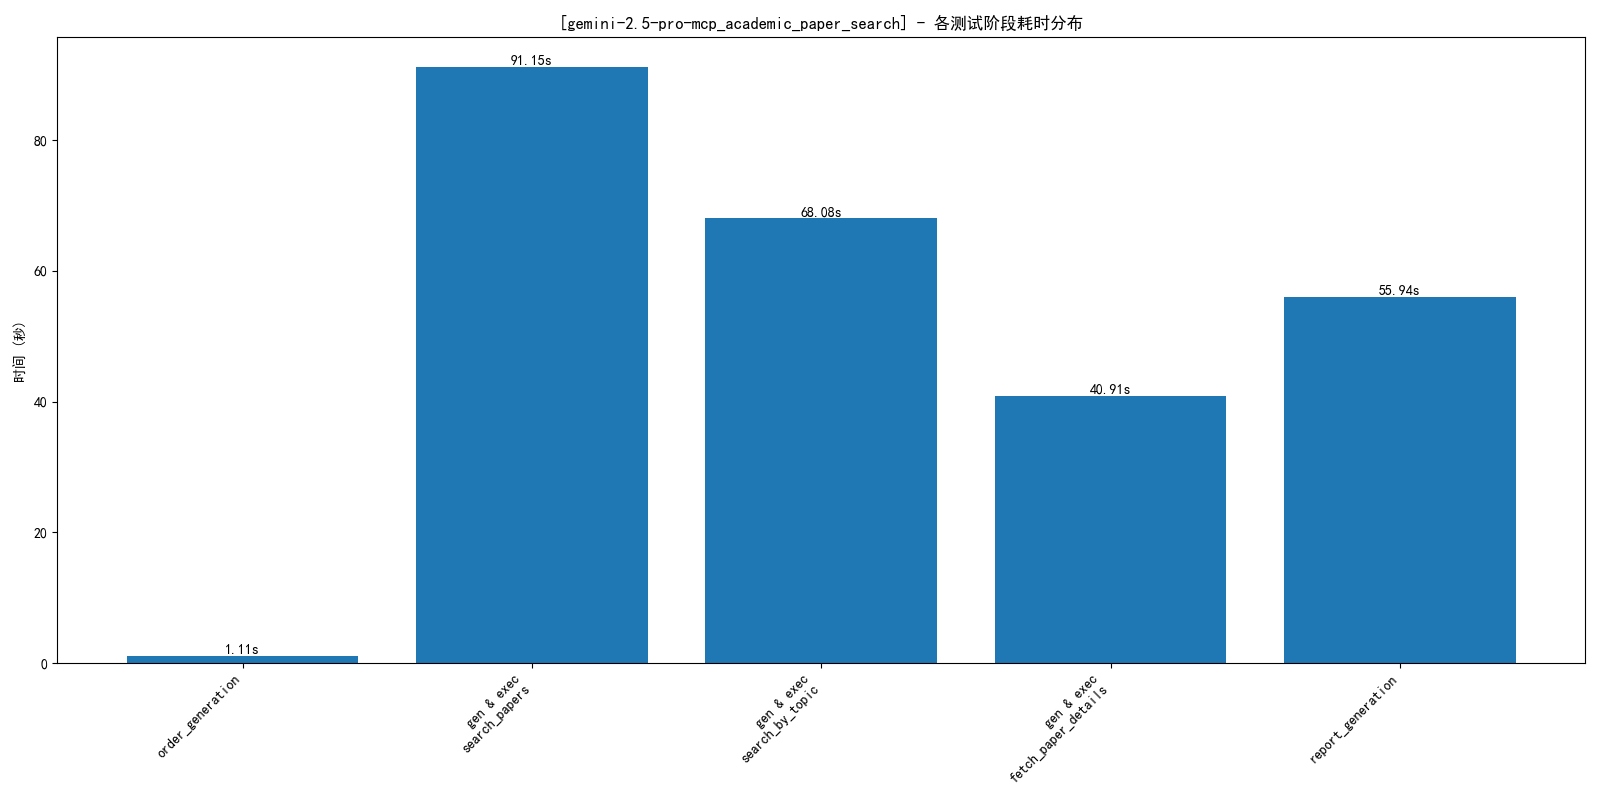 [gemini-2.5-pro-mcp_academic_paper_search] - 各测试阶段耗时分布
时间 (秒)
80
60
40
20
0
1.11s
91.15s
68.08s
40.91s
55.94s
order_generation
gen & exec
search_papers
gen & exec
search_by_topic
gen & exec
fetch_paper_details
report_generation